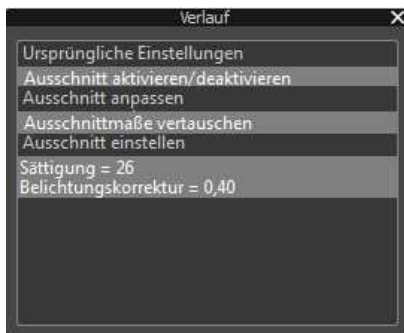 Verlauf
Ursprüngliche Einstellungen
Ausschnitt aktivieren/deaktivieren
Ausschnitt anpassen
Ausschnittmaße vertauschen
Ausschnitt einstellen
Sättigung = 26
Belichtungskorrektur = 0,40